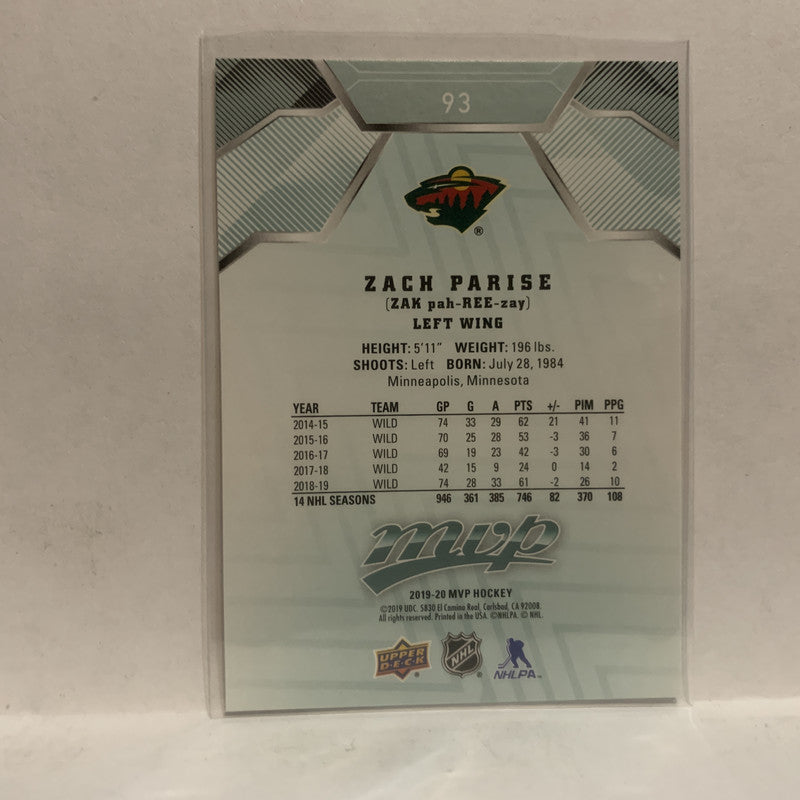 93
®
ZACH PARISE
(ZAK pah-REE-zay)
LEFT WING
HEIGHT: 5'11" WEIGHT: 196 lbs.
SHOOTS: Left BORN: July 28, 1984
Minneapolis, Minnesota
YEAR TEAM GP G A PTS +/- PIM PPG
2014-15 WILD 74 33 29 62 21 41 11
2015-16 WILD 70 25 28 53 -3 36 7
2016-17 WILD 69 19 23 42 -3 30 6
2017-18 WILD 42 15 9 24 0 14 2
2018-19 WILD 74 28 33 61 -2 26 10
14 NHL SEASONS 946 361 385 746 82 370 108
mvp
2019-20 MVP HOCKEY
©2019 UDC. 5830 El Camino Real, Carlsbad, CA 92008.
All rights reserved. Printed in the USA. ©NHLPA. © NHL.
UPPER DECK ® NHL ® NHLPA™